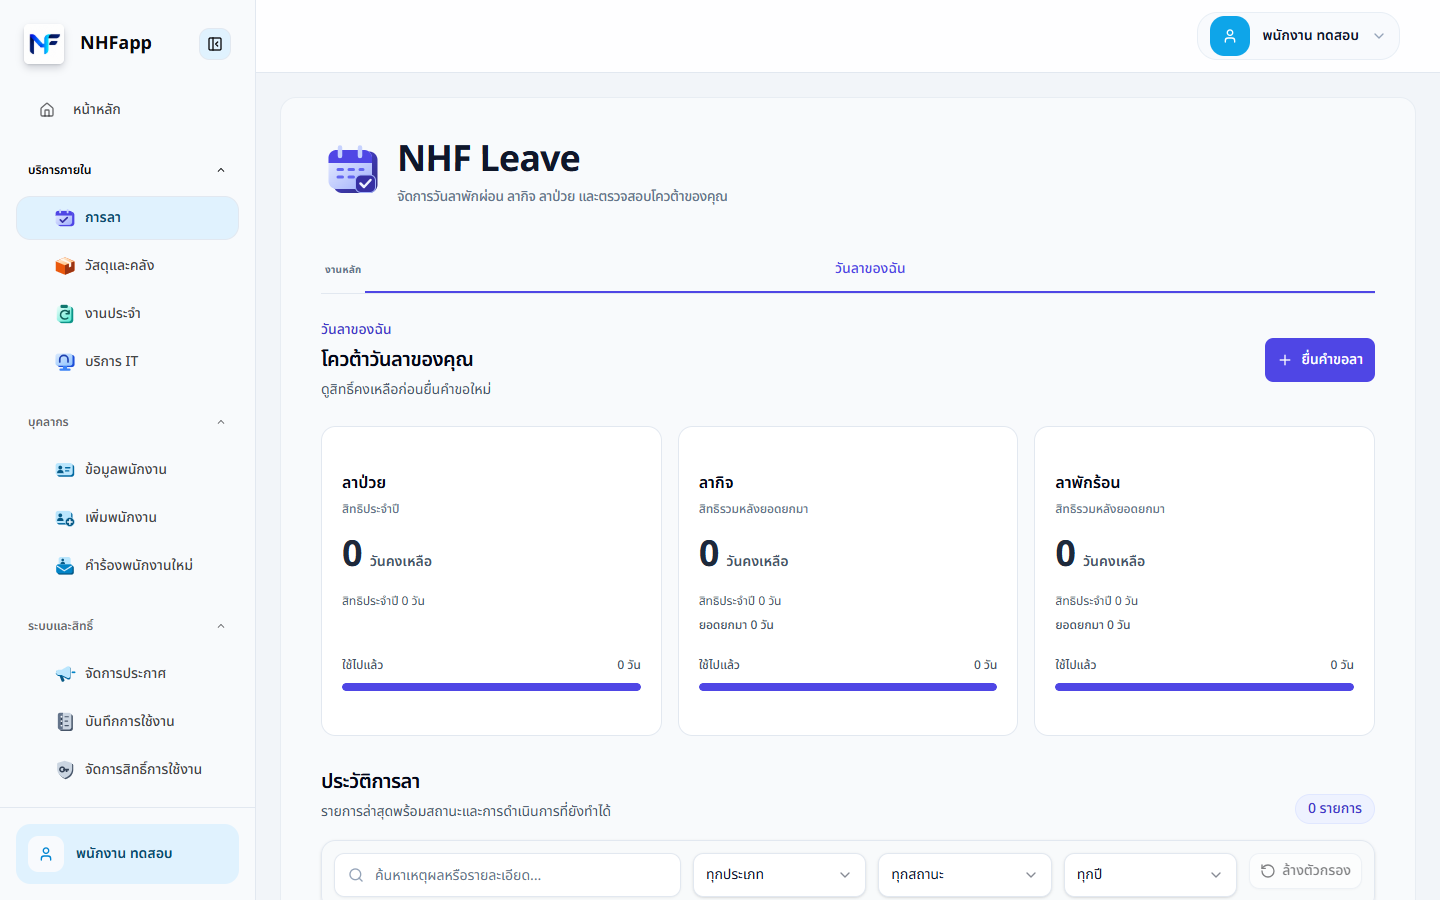 NHFapp
หน้าหลัก
บริการภายใน
การลา
วัสดุและคลัง
งานประจำ
บริการ IT
บุคลากร
ข้อมูลพนักงาน
เพิ่มพนักงาน
คำร้องพนักงานใหม่
ระบบและสิทธิ์
จัดการประกาศ
บันทึกการใช้งาน
จัดการสิทธิ์การใช้งาน
พนักงาน ทดสอบ
พนักงาน ทดสอบ
NHF Leave
จัดการวันลาพักผ่อน ลากิจ ลาป่วย และตรวจสอบโควต้าของคุณ
งานหลัก
วันลาของฉัน
วันลาของฉัน
โควต้าวันลาของคุณ
ดูสิทธิ์คงเหลือก่อนยื่นคำขอใหม่
ยื่นคำขอลา
ลาป่วย
สิทธิประจำปี
0 วันคงเหลือ
สิทธิประจำปี 0 วัน
ใช้ไปแล้ว 0 วัน
ลากิจ
สิทธิรวมหลังยอดยกมา
0 วันคงเหลือ
สิทธิประจำปี 0 วัน
ยอดยกมา 0 วัน
ใช้ไปแล้ว 0 วัน
ลาพักร้อน
สิทธิรวมหลังยอดยกมา
0 วันคงเหลือ
สิทธิประจำปี 0 วัน
ยอดยกมา 0 วัน
ใช้ไปแล้ว 0 วัน
ประวัติการลา
รายการล่าสุดพร้อมสถานะและการดำเนินการที่ยังทำได้
0 รายการ
ค้นหาเหตุผลหรือรายละเอียด...
ทุกประเภท
ทุกสถานะ
ทุกปี
ล้างตัวกรอง